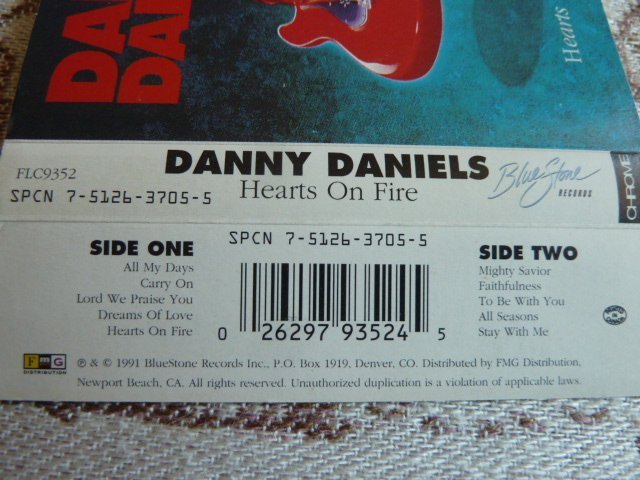 DA
DA
Hearts
FLC9352
DANNY DANIELS
SPCN 7-5126-3705-5
Hearts On Fire
BlueStone
RECORDS
CHROME
SIDE ONE
All My Days
Carry On
Lord We Praise You
Dreams Of Love
Hearts On Fire
SPCN 7-5126-3705-5
0 26297 93524 5
SIDE TWO
Mighty Savior
Faithfulness
To Be With You
All Seasons
Stay With Me
FmG
DISTRIBUTION
℗ & © 1991 BlueStone Records Inc., P.O. Box 1919, Denver, CO. Distributed by FMG Distribution,
Newport Beach, CA. All rights reserved. Unauthorized duplication is a violation of applicable laws.